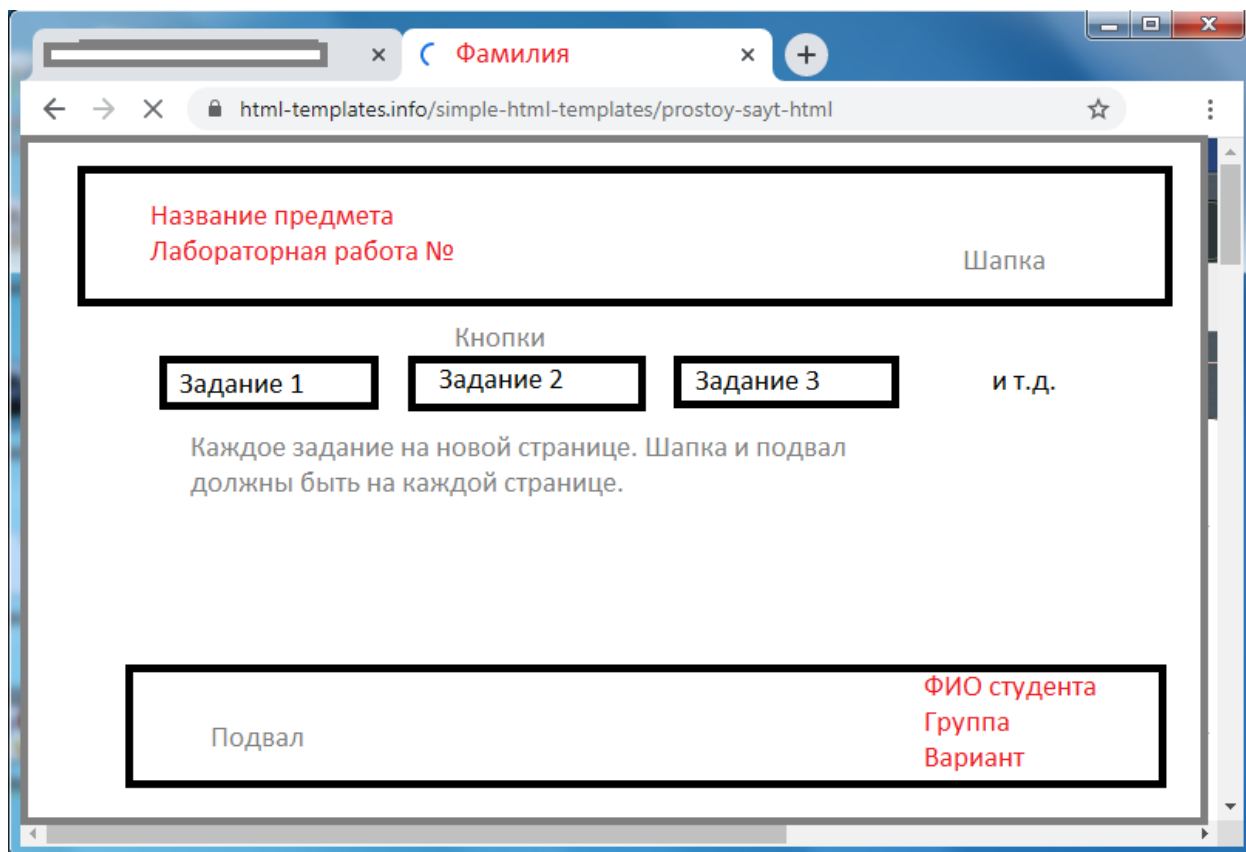 Фамилия
html-templates.info/simple-html-templates/prostoy-sayt-html
Название предмета
Лабораторная работа №
Шапка
Кнопки
Задание 1
Задание 2
Задание 3
и т.д.
Каждое задание на новой странице. Шапка и подвал
должны быть на каждой странице.
ФИО студента
Группа
Подвал
Вариант